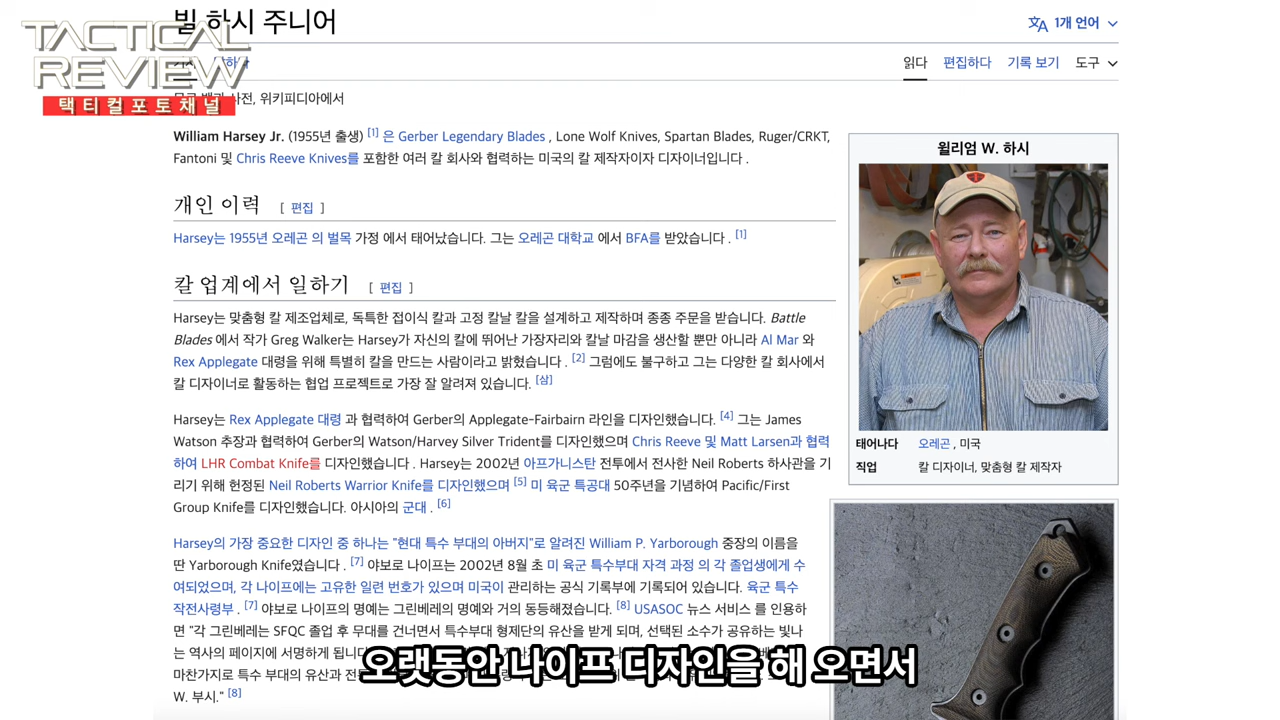 빌 하시 주니어
1개 언어
TACTICAL
REVIEW
택티컬포토채널
읽다 편집하다 기록 보기 도구
사전, 위키피디아에서
William Harsey Jr. (1955년 출생) [1] 은 Gerber Legendary Blades , Lone Wolf Knives, Spartan Blades, Ruger/CRKT,
Fantoni 및 Chris Reeve Knives를 포함한 여러 칼 회사와 협력하는 미국의 칼 제작자이자 디자이너입니다 .
개인 이력 [ 편집 ]
Harsey는 1955년 오레곤 의 벌목 가정 에서 태어났습니다. 그는 오레곤 대학교 에서 BFA를 받았습니다 . [1]
칼 업계에서 일하기 [ 편집 ]
Harsey는 맞춤형 칼 제조업체로, 독특한 접이식 칼과 고정 칼날 칼을 설계하고 제작하며 종종 주문을 받습니다. Battle
Blades 에서 작가 Greg Walker는 Harsey가 자신의 칼에 뛰어난 가장자리와 칼날 마감을 생산할 뿐만 아니라 Al Mar 와
Rex Applegate 대령을 위해 특별히 칼을 만드는 사람이라고 밝혔습니다 . [2] 그럼에도 불구하고 그는 다양한 칼 회사에서
칼 디자이너로 활동하는 협업 프로젝트로 가장 잘 알려져 있습니다. [삼]
Harsey는 Rex Applegate 대령 과 협력하여 Gerber의 Applegate-Fairbairn 라인을 디자인했습니다. [4] 그는 James
Watson 추장과 협력하여 Gerber의 Watson/Harvey Silver Trident를 디자인했으며 Chris Reeve 및 Matt Larsen과 협력
하여 LHR Combat Knife를 디자인했습니다 . Harsey는 2002년 아프가니스탄 전투에서 전사한 Neil Roberts 하사관을 기
리기 위해 헌정된 Neil Roberts Warrior Knife를 디자인했으며 [5] 미 육군 특공대 50주년을 기념하여 Pacific/First
Group Knife를 디자인했습니다. 아시아의 군대 . [6]
Harsey의 가장 중요한 디자인 중 하나는 "현대 특수 부대의 아버지"로 알려진 William P. Yarborough 중장의 이름을
딴 Yarborough Knife였습니다 . [7] 야보로 나이프는 2002년 8월 초 미 육군 특수부대 자격 과정 의 각 졸업생에게 수
여되었으며, 각 나이프에는 고유한 일련 번호가 있으며 미국이 관리하는 공식 기록부에 기록되어 있습니다. 육군 특수
작전사령부 . [7] 야보로 나이프의 명예는 그린베레의 명예와 거의 동등해졌습니다. [8] USASOC 뉴스 서비스 를 인용하
면 "각 그린베레는 SFQC 졸업 후 무대를 건너면서 특수부대 형제단의 유산을 받게 되며, 선택된 소수가 공유하는 빛나
는 역사의 페이지에 서명하게 됩니다
마찬가지로 특수 부대의 유산과 전
W. 부시." [8]
윌리엄 W. 하시
태어나다 오레곤 , 미국
직업 칼 디자이너, 맞춤형 칼 제작자
오랫동안 나이프 디자인을 해 오면서